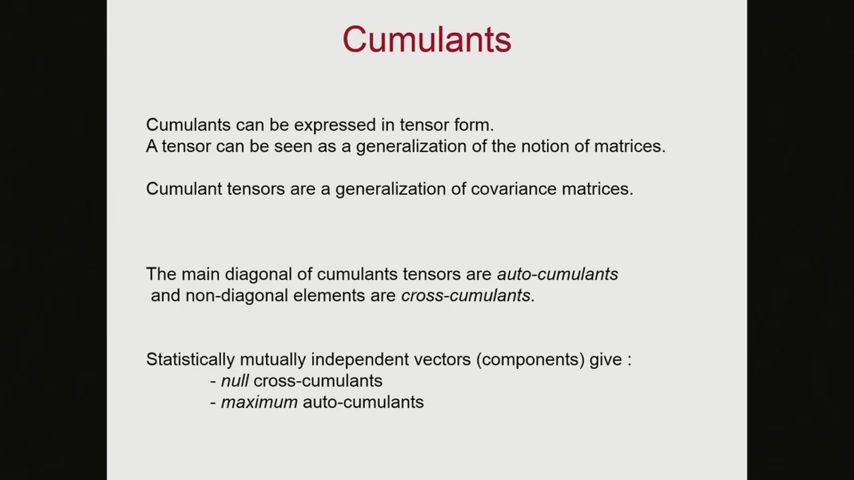 Cumulants
Cumulants can be expressed in tensor form.
A tensor can be seen as a generalization of the notion of matrices.
Cumulant tensors are a generalization of covariance matrices.
The main diagonal of cumulants tensors are auto-cumulants
and non-diagonal elements are cross-cumulants.
Statistically mutually independent vectors (components) give :
- null cross-cumulants
- maximum auto-cumulants